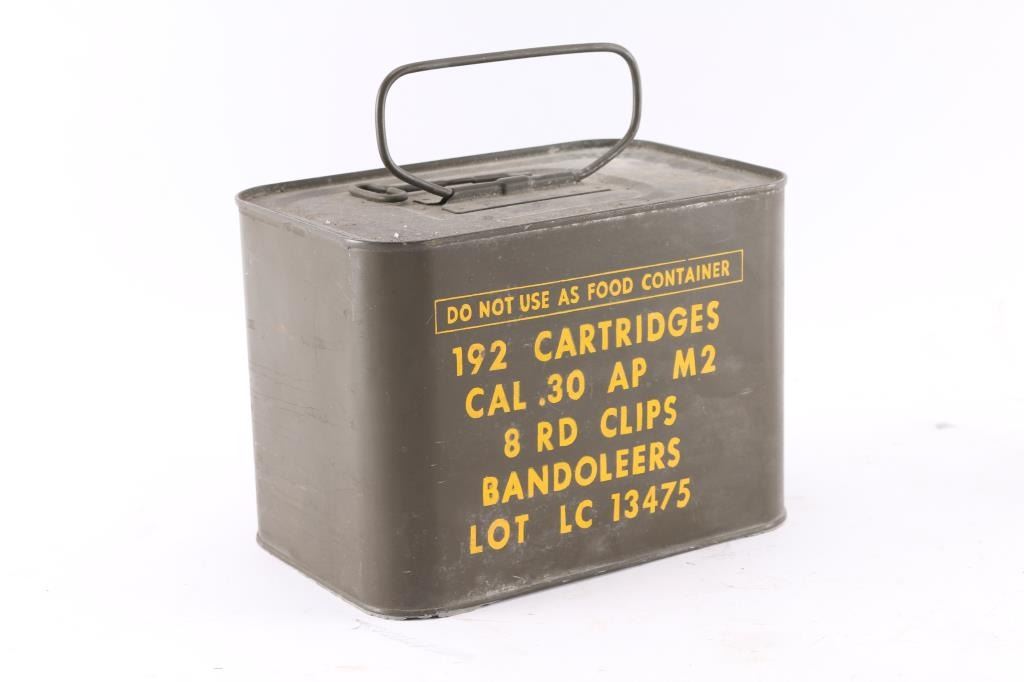 DO NOT USE AS FOOD CONTAINER
192 CARTRIDGES
CAL .30 AP M2
8 RD CLIPS
BANDOLEERS
LOT LC 13475